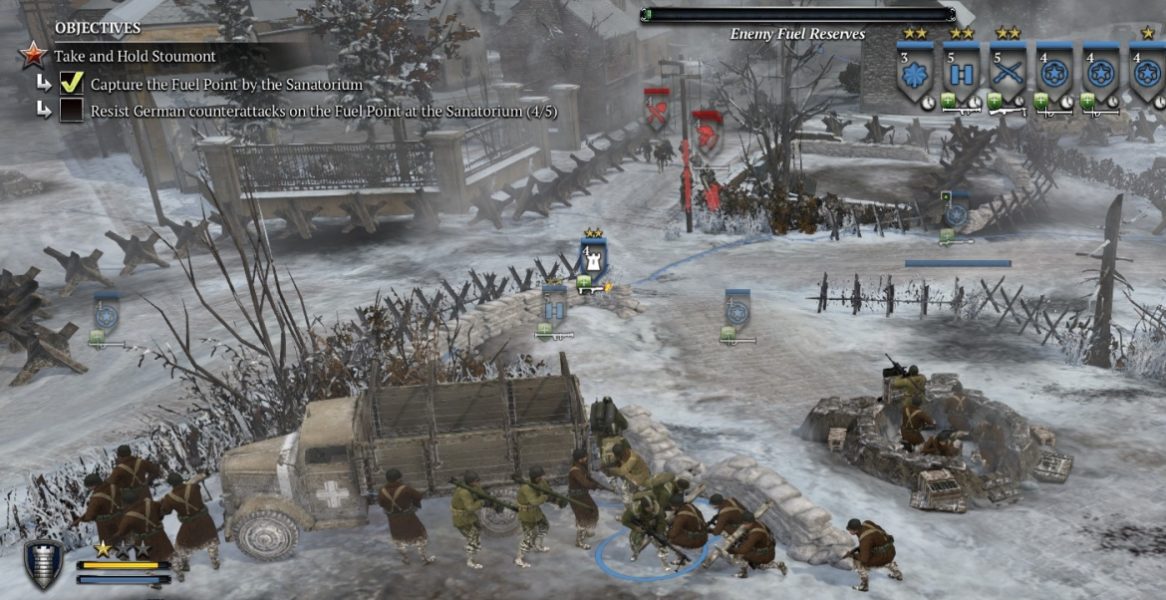 OBJECTIVES
Take and Hold Stoumont
Capture the Fuel Point by the Sanatorium
Resist German counterattacks on the Fuel Point at the Sanatorium (4/5)
Enemy Fuel Reserves
3 5 5 4 4 4
4